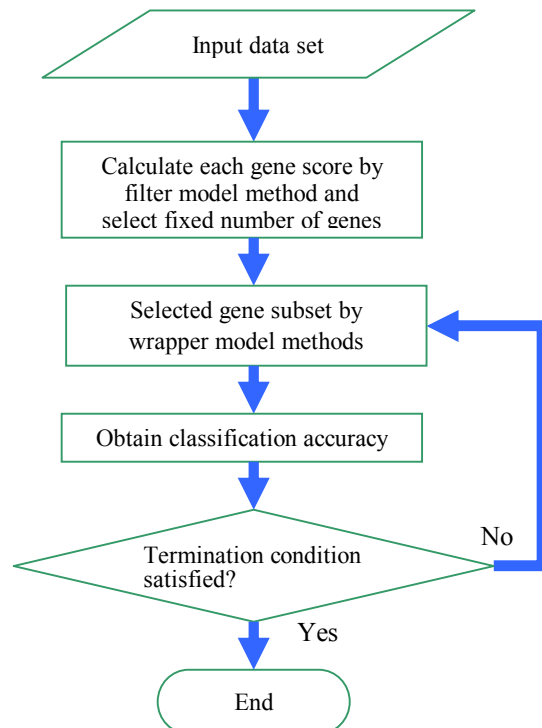 Input data set
Calculate each gene score by
filter model method and
select fixed number of genes
Selected gene subset by
wrapper model methods
Obtain classification accuracy
Termination condition
satisfied?
No
Yes
End